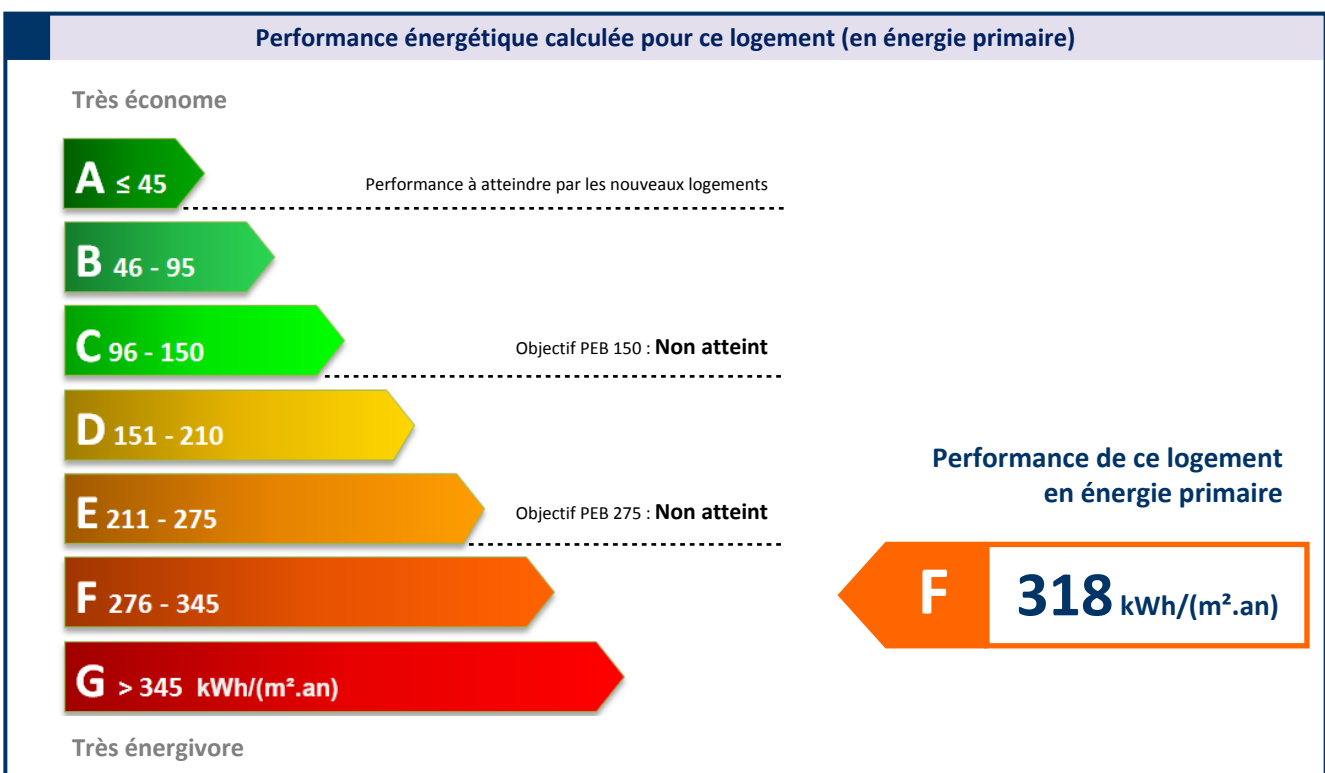 Performance énergétique calculée pour ce logement (en énergie primaire)
Très économe
A ≤ 45
Performance à atteindre par les nouveaux logements
B 46 - 95
C 96 - 150
Objectif PEB 150 : Non atteint
D 151 - 210
E 211 - 275
Objectif PEB 275 : Non atteint
F 276 - 345
G > 345 kWh/(m².an)
Très énergivore
Performance de ce logement
en énergie primaire
F 318 kWh/(m².an)